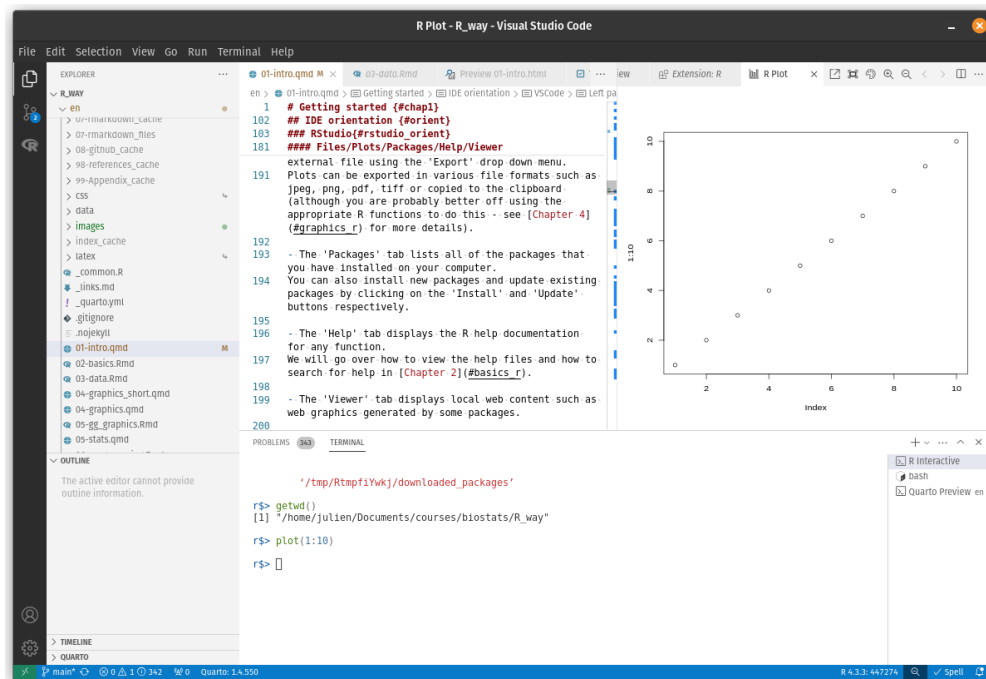 R Plot - R_way - Visual Studio Code
File Edit Selection View Go Run Terminal Help
EXPLORER
R_WAY
en
07-rmarkdown_cache
07-rmarkdown_files
08-github_cache
98-references_cache
99-Appendix_cache
css
data
images
index_cache
latex
_common.R
_links.md
_quarto.yml
.gitignore
.nojekyll
01-intro.qmd M
02-basics.Rmd
03-data.Rmd
04-graphics_short.qmd
04-graphics.qmd
05-gg_graphics.Rmd
05-stats.qmd
OUTLINE
The active editor cannot provide
outline information.
TIMELINE
QUARTO
01-intro.qmd M
03-data.Rmd
Preview 01-intro.html
en > 01-intro.qmd > Getting started > IDE orientation > VSCode > Left pa
1 # Getting started {#chap1}
102 ## IDE orientation {#orient}
103 ### RStudio{#rstudio_orient}
181 #### Files/Plots/Packages/Help/Viewer
external file using the 'Export' drop down menu.
191 Plots can be exported in various file formats such as
jpeg, png, pdf, tiff or copied to the clipboard
(although you are probably better off using the
appropriate R functions to do this - see [Chapter 4]
(#graphics_r) for more details).
192
193 - The 'Packages' tab lists all of the packages that
you have installed on your computer.
194 You can also install new packages and update existing
packages by clicking on the 'Install' and 'Update'
buttons respectively.
195
196 - The 'Help' tab displays the R help documentation
for any function.
197 We will go over how to view the help files and how to
search for help in [Chapter 2](#basics_r).
198
199 - The 'Viewer' tab displays local web content such as
web graphics generated by some packages.
200
iew
Extension: R
R Plot
1:10
2 4 6 8 10
2 4 6 8 10
Index
PROBLEMS 343 TERMINAL
'/tmp/RtmpfiYwkj/downloaded_packages'
r$> getwd()
[1] "/home/julien/Documents/courses/biostats/R_way"
r$> plot(1:10)
r$>
R Interactive
bash
Quarto Preview en
2
main* 0 1 342 0 Quarto: 1.4.550
R 4.3.3: 447274 Spell